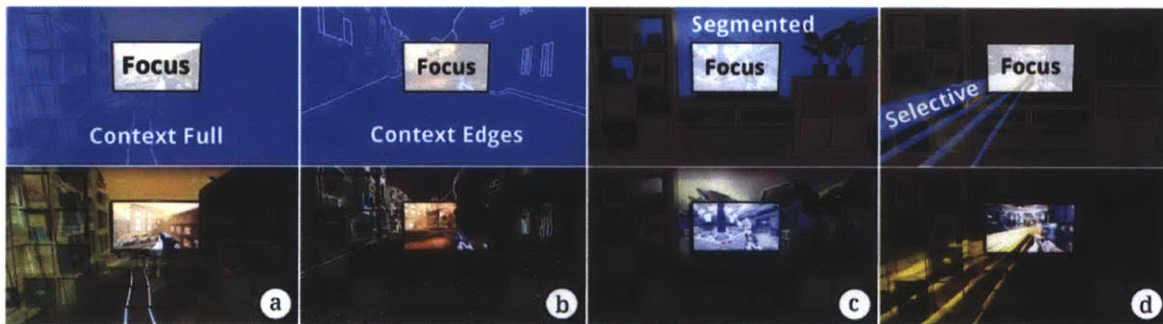 Focus
Context Full
Focus
Context Edges
Segmented
Focus
Focus
Selective
a
b
c
d